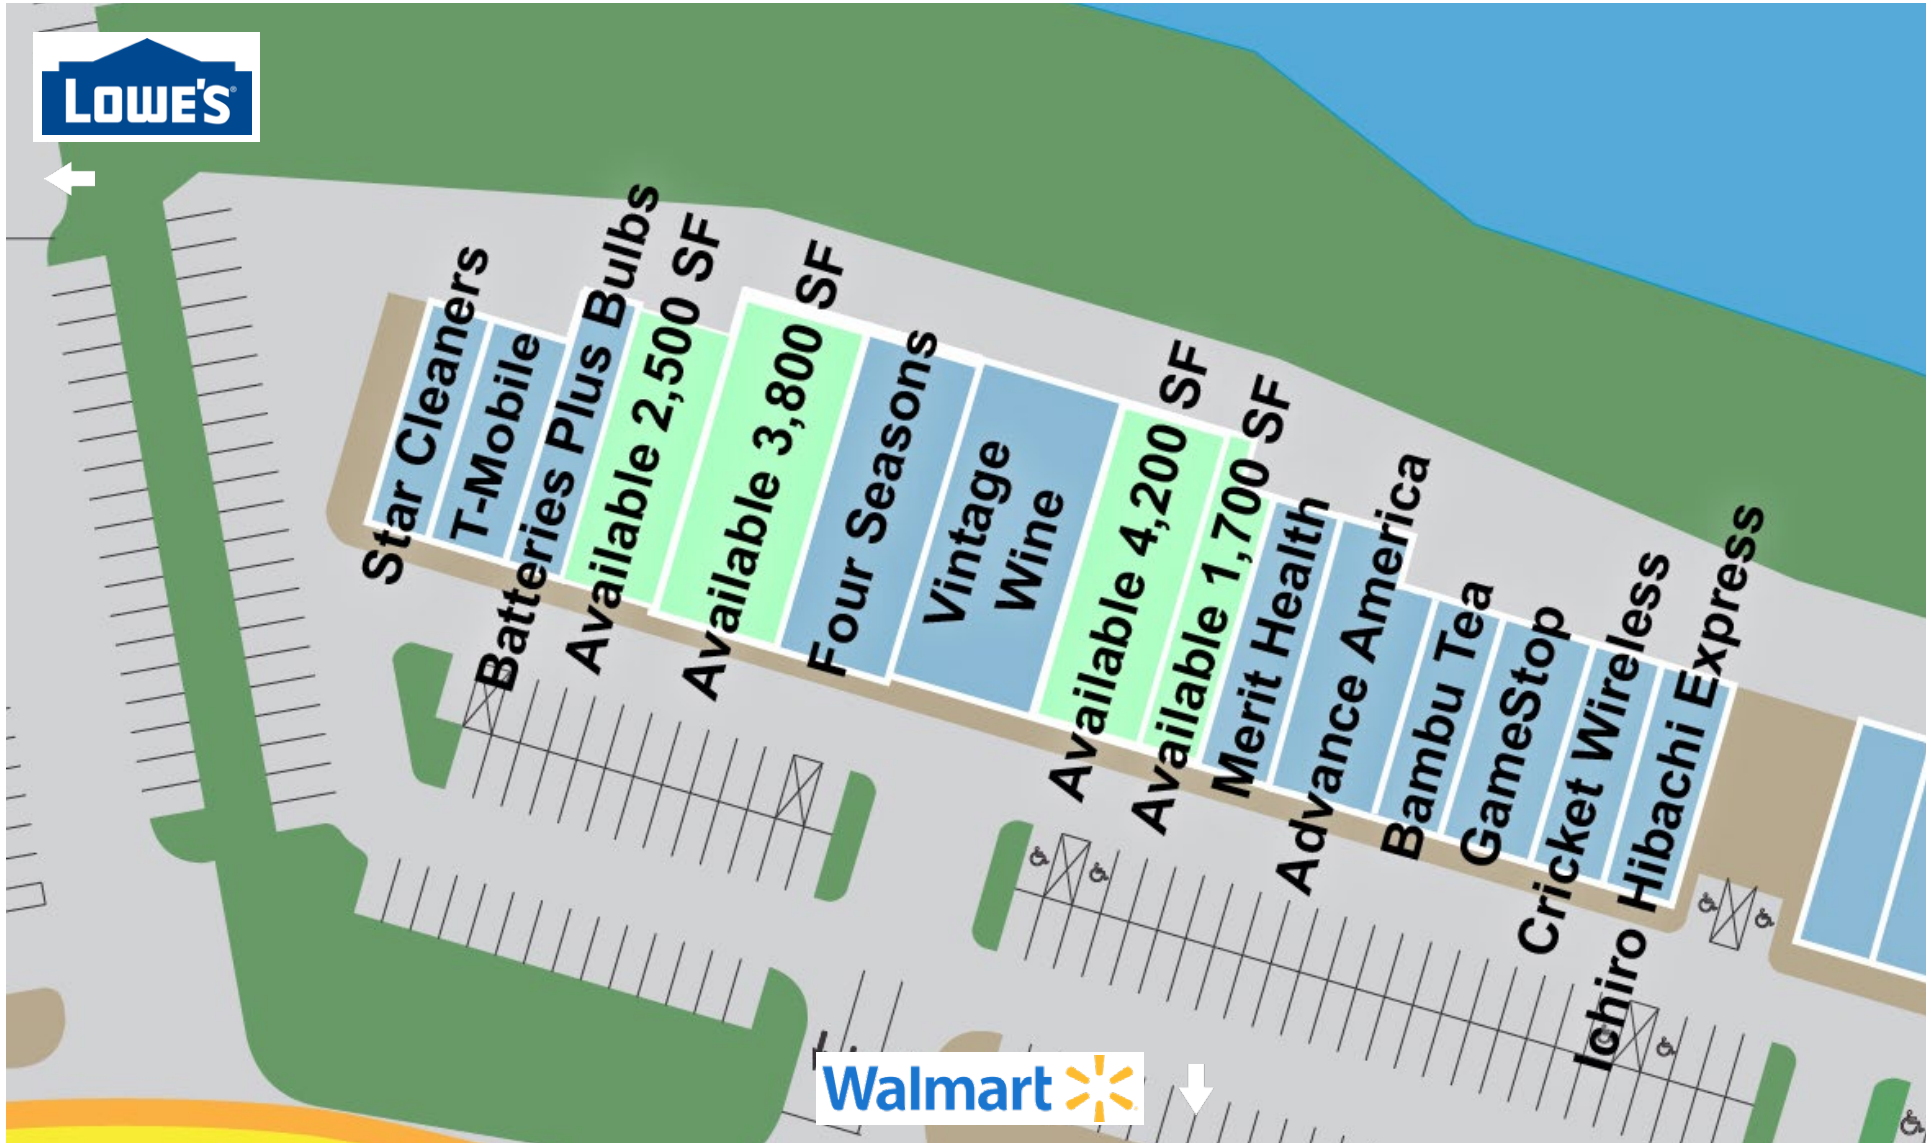 LOWE'S
Star Cleaners
T-Mobile
Batteries Plus Bulbs
Available 2,500 SF
Available 3,800 SF
Four Seasons
Vintage
Wine
Available 4,200 SF
Available 1,700 SF
Merit Health
Advance America
Bambu Tea
GameStop
Cricket Wireless
Ichiro Hibachi Express
Walmart